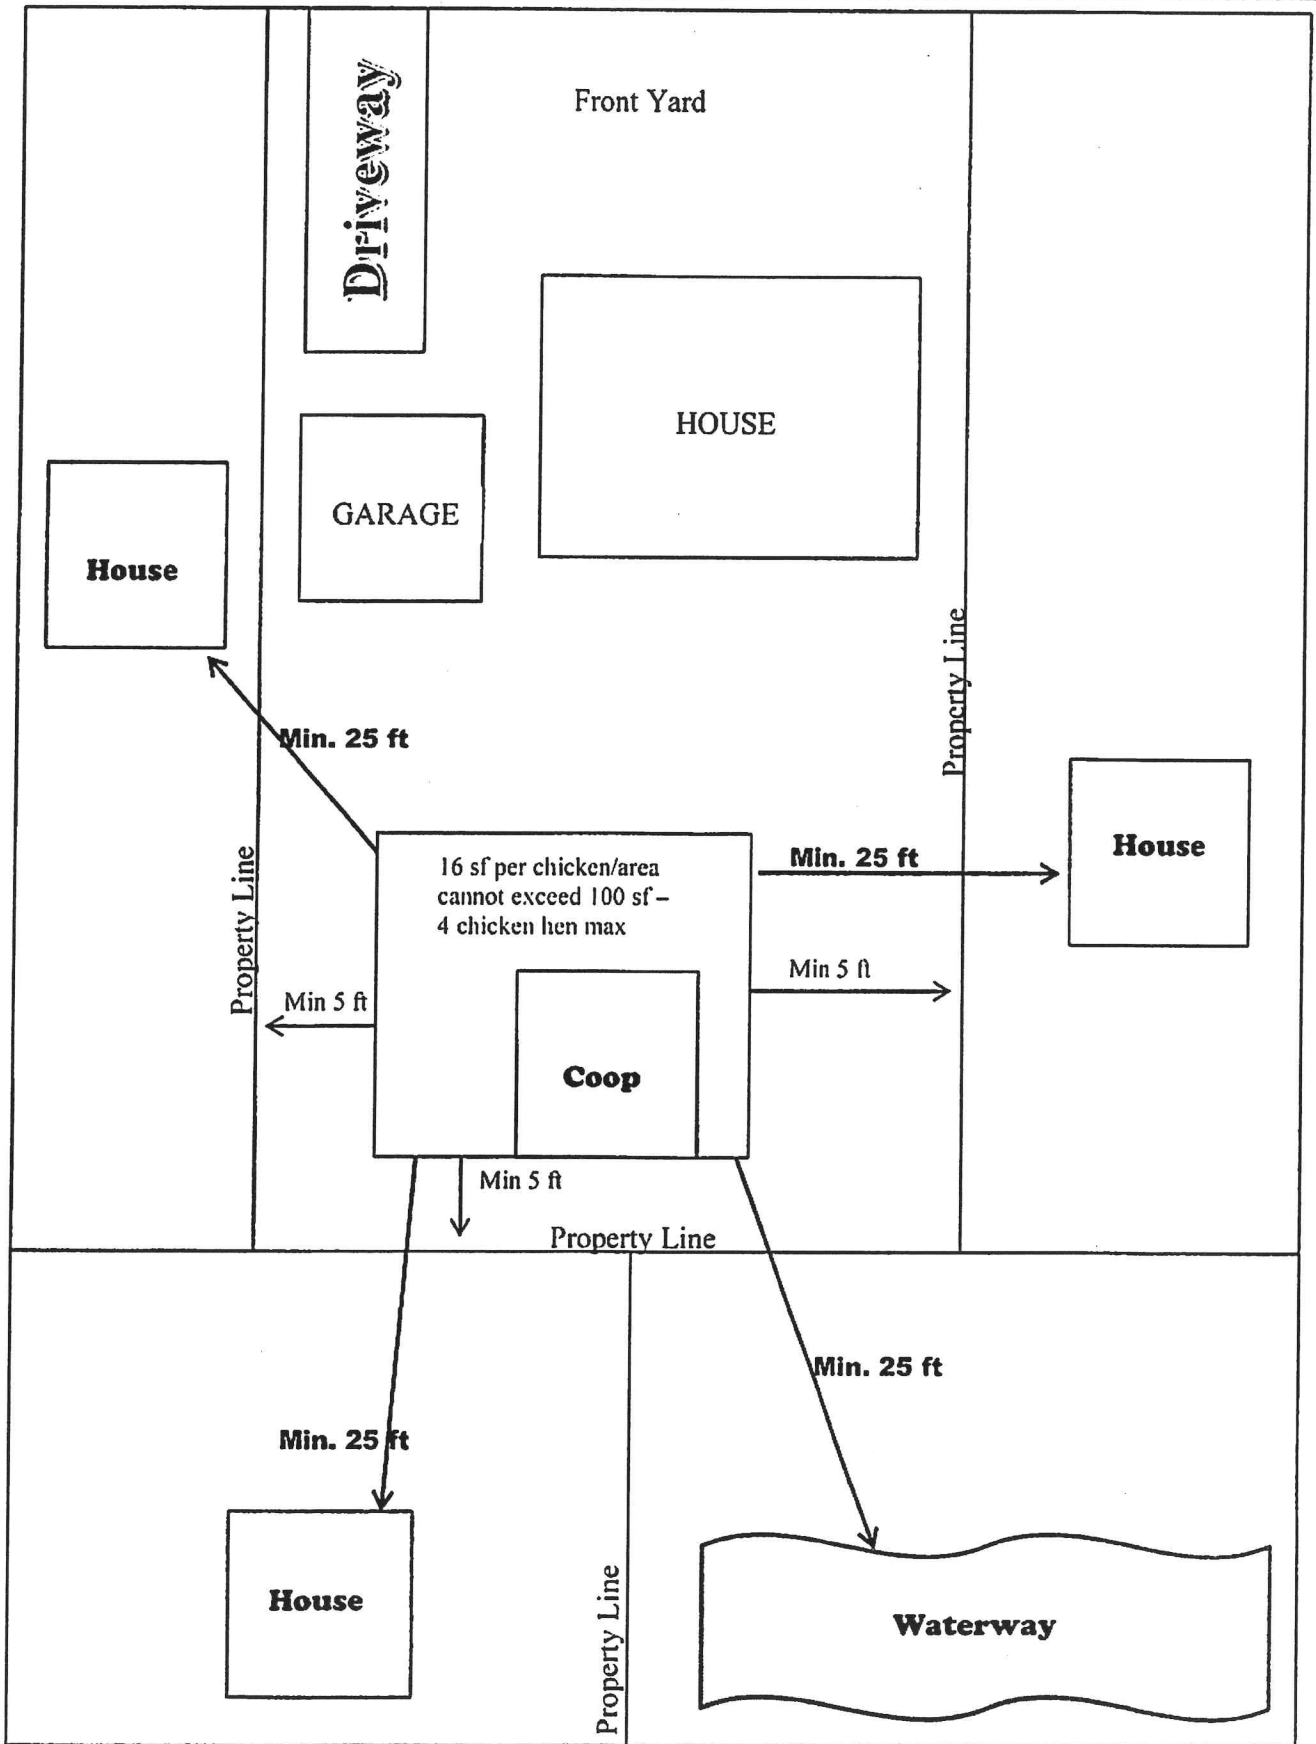 Front Yard
Driveway
HOUSE
GARAGE
House
Property Line
Min. 25 ft
House
Min. 25 ft
16 sf per chicken/area
cannot exceed 100 sf –
4 chicken hen max
Property Line
Min 5 ft
Min 5 ft
Coop
Min 5 ft
Property Line
Min. 25 ft
Min. 25 ft
House
Property Line
Waterway